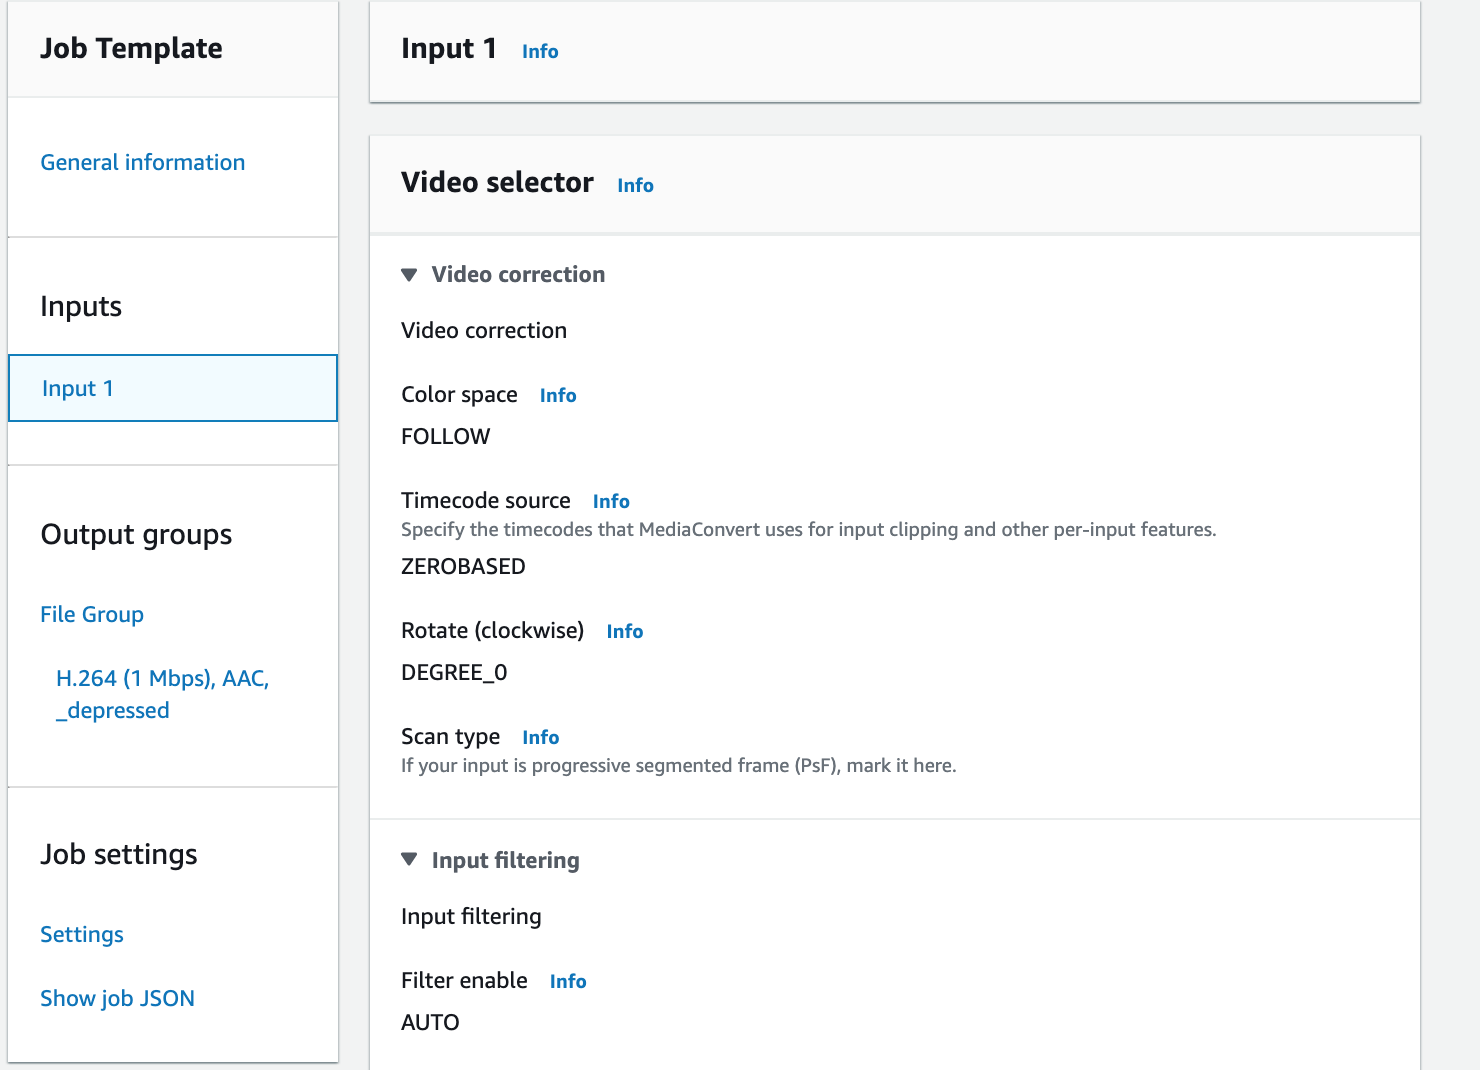 Job Template
General information
Inputs
Input 1
Output groups
File Group
H.264 (1 Mbps), AAC,
_depressed
Job settings
Settings
Show job JSON
Input 1 Info
Video selector Info
Video correction
Video correction
Color space Info
FOLLOW
Timecode source Info
Specify the timecodes that MediaConvert uses for input clipping and other per-input features.
ZEROBASED
Rotate (clockwise) Info
DEGREE_0
Scan type Info
If your input is progressive segmented frame (PsF), mark it here.
Input filtering
Input filtering
Filter enable Info
AUTO